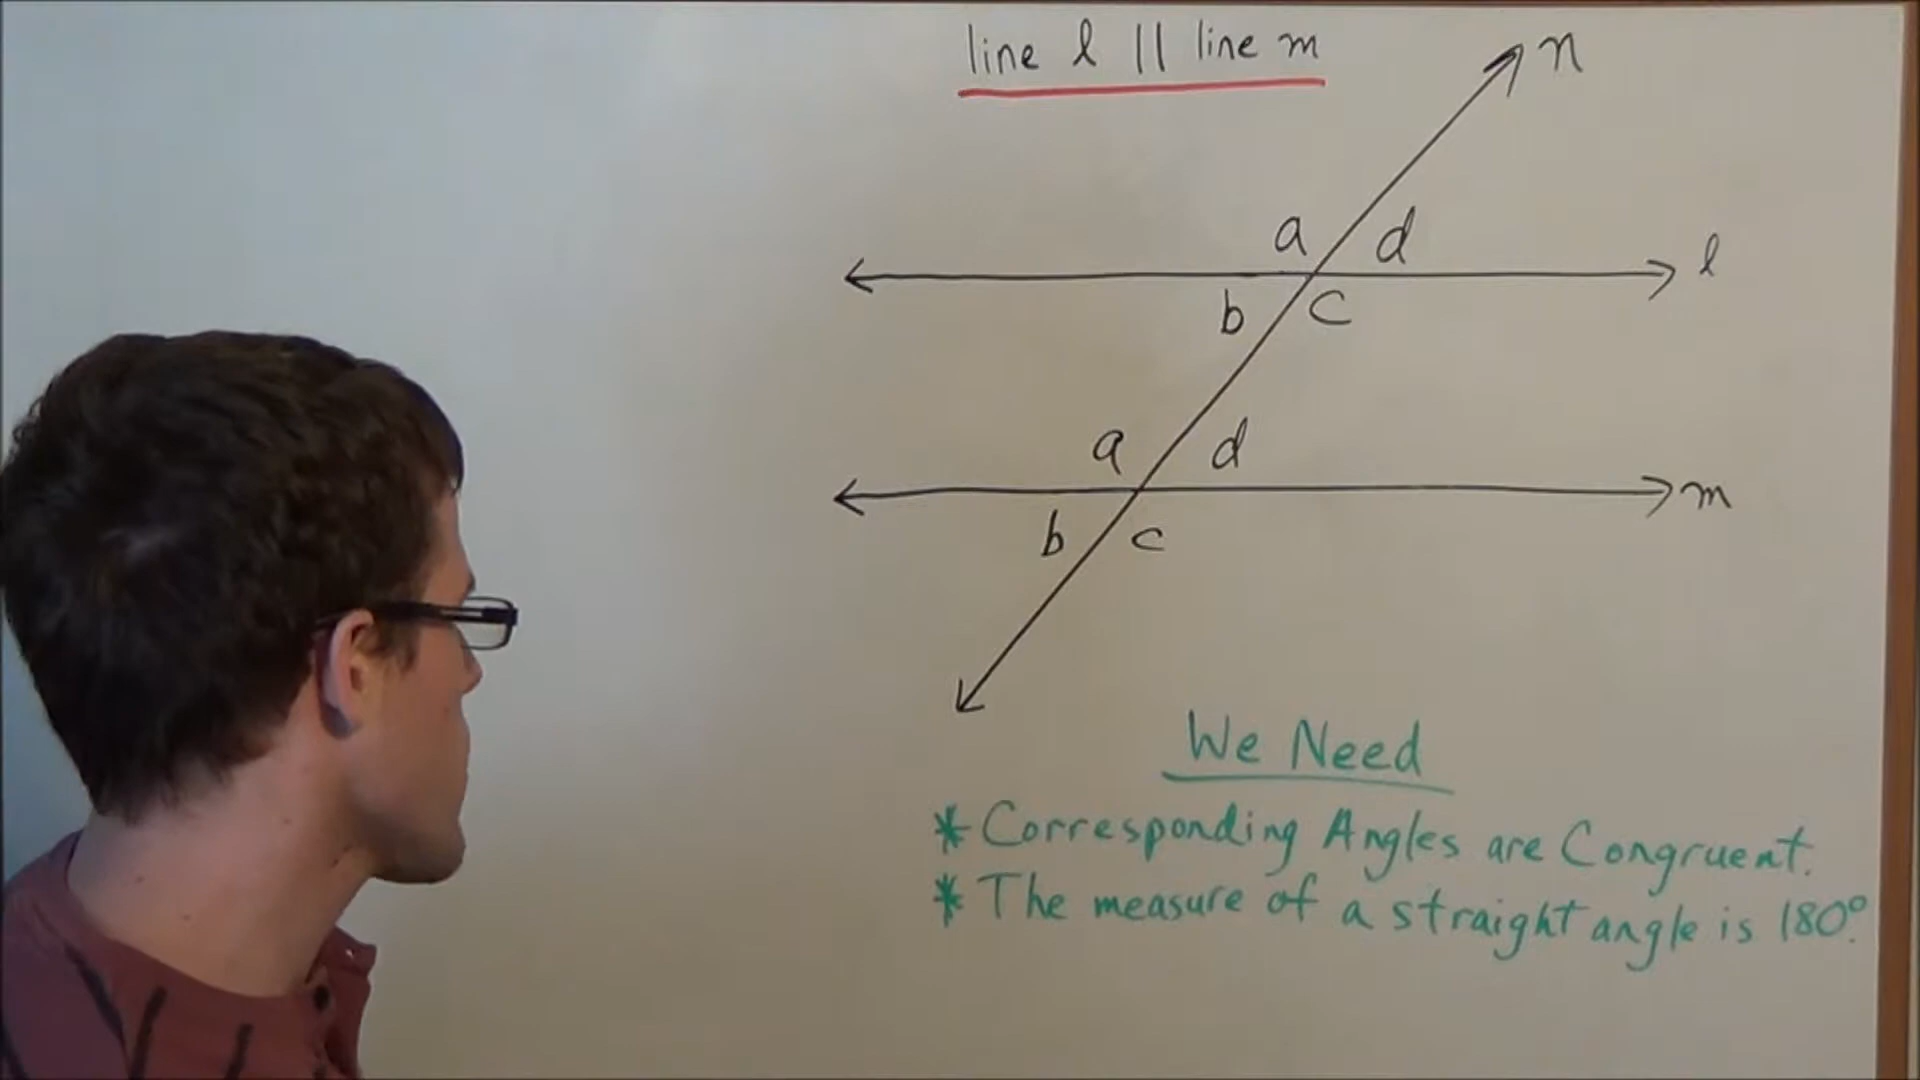 line l || line m
n
a d
l
b c
a d
m
b c
We Need
* Corresponding Angles are Congruent.
* The measure of a straight angle is 180°.